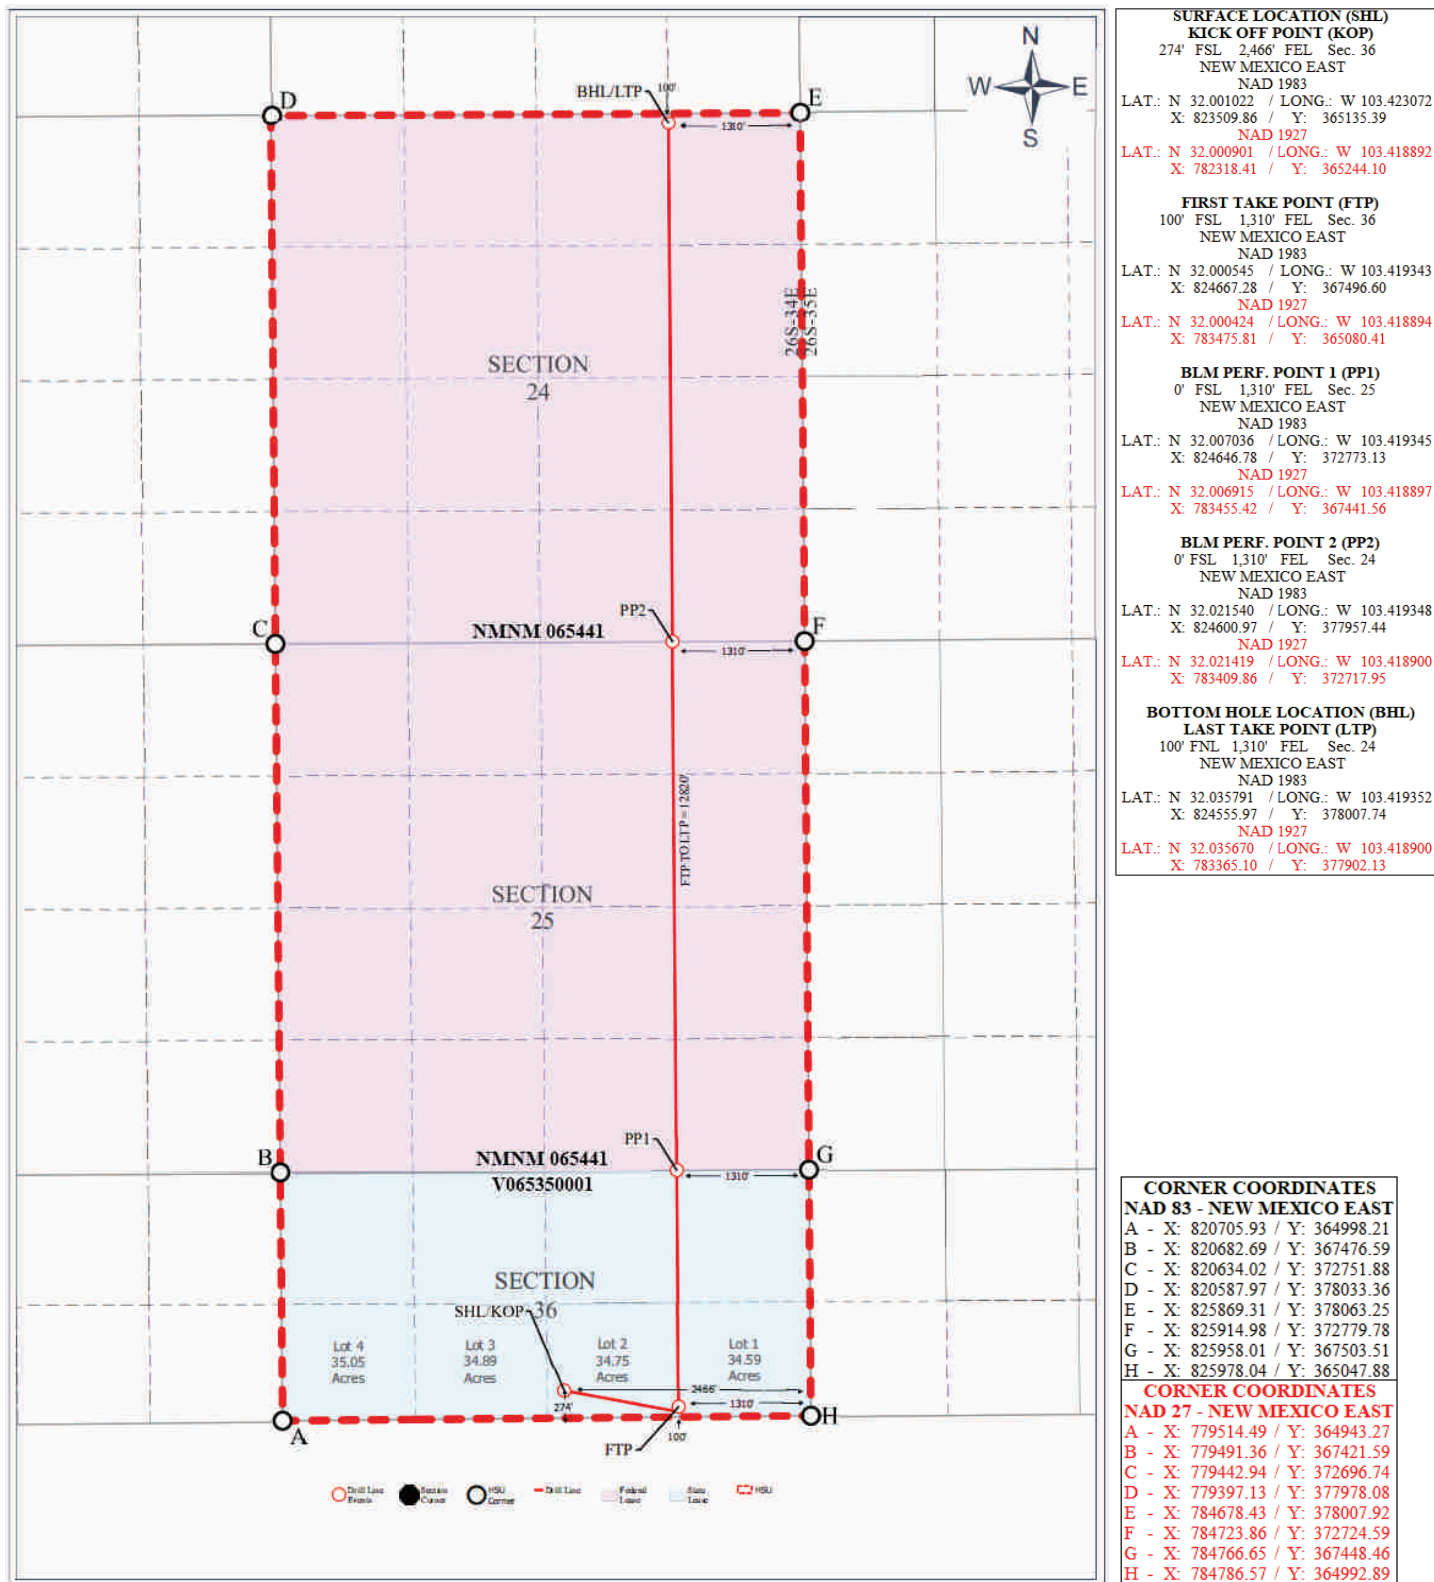 N
W E
S
D
BHL/LTP
100'
E
1310'
26S-34E
26S-35E
SECTION
24
PP2
C
NMNM 065441
F
1310'
FTP TO LTP = 12820'
SECTION
25
PP1
B
NMNM 065441
G
V065350001
1310'
SECTION
36
SHL/KOP
Lot 4
35.05
Acres
Lot 3
34.89
Acres
Lot 2
34.75
Acres
Lot 1
34.59
Acres
2466'
274'
1310'
A
H
FTP
100'
Drill Line
Events
Section
Corner
HSU
Corner
Drill Line
Federal
Lease
State
Lease
HSU
SURFACE LOCATION (SHL)
KICK OFF POINT (KOP)
274' FSL 2,466' FEL Sec. 36
NEW MEXICO EAST
NAD 1983
LAT.: N 32.001022 / LONG.: W 103.423072
X: 823509.86 / Y: 365135.39
NAD 1927
LAT.: N 32.000901 / LONG.: W 103.418892
X: 782318.41 / Y: 365244.10
FIRST TAKE POINT (FTP)
100' FSL 1,310' FEL Sec. 36
NEW MEXICO EAST
NAD 1983
LAT.: N 32.000545 / LONG.: W 103.419343
X: 824667.28 / Y: 367496.60
NAD 1927
LAT.: N 32.000424 / LONG.: W 103.418894
X: 783475.81 / Y: 365080.41
BLM PERF. POINT 1 (PP1)
0' FSL 1,310' FEL Sec. 25
NEW MEXICO EAST
NAD 1983
LAT.: N 32.007036 / LONG.: W 103.419345
X: 824646.78 / Y: 372773.13
NAD 1927
LAT.: N 32.006915 / LONG.: W 103.418897
X: 783455.42 / Y: 367441.56
BLM PERF. POINT 2 (PP2)
0' FSL 1,310' FEL Sec. 24
NEW MEXICO EAST
NAD 1983
LAT.: N 32.021540 / LONG.: W 103.419348
X: 824600.97 / Y: 377957.44
NAD 1927
LAT.: N 32.021419 / LONG.: W 103.418900
X: 783409.86 / Y: 372717.95
BOTTOM HOLE LOCATION (BHL)
LAST TAKE POINT (LTP)
100' FNL 1,310' FEL Sec. 24
NEW MEXICO EAST
NAD 1983
LAT.: N 32.035791 / LONG.: W 103.419352
X: 824555.97 / Y: 378007.74
NAD 1927
LAT.: N 32.035670 / LONG.: W 103.418900
X: 783365.10 / Y: 377902.13
CORNER COORDINATES
NAD 83 - NEW MEXICO EAST
A - X: 820705.93 / Y: 364998.21
B - X: 820682.69 / Y: 367476.59
C - X: 820634.02 / Y: 372751.88
D - X: 820587.97 / Y: 378033.36
E - X: 825869.31 / Y: 378063.25
F - X: 825914.98 / Y: 372779.78
G - X: 825958.01 / Y: 367503.51
H - X: 825978.04 / Y: 365047.88
CORNER COORDINATES
NAD 27 - NEW MEXICO EAST
A - X: 779514.49 / Y: 364943.27
B - X: 779491.36 / Y: 367421.59
C - X: 779442.94 / Y: 372696.74
D - X: 779397.13 / Y: 377978.08
E - X: 784678.43 / Y: 378007.92
F - X: 784723.86 / Y: 372724.59
G - X: 784766.65 / Y: 367448.46
H - X: 784786.57 / Y: 364992.89